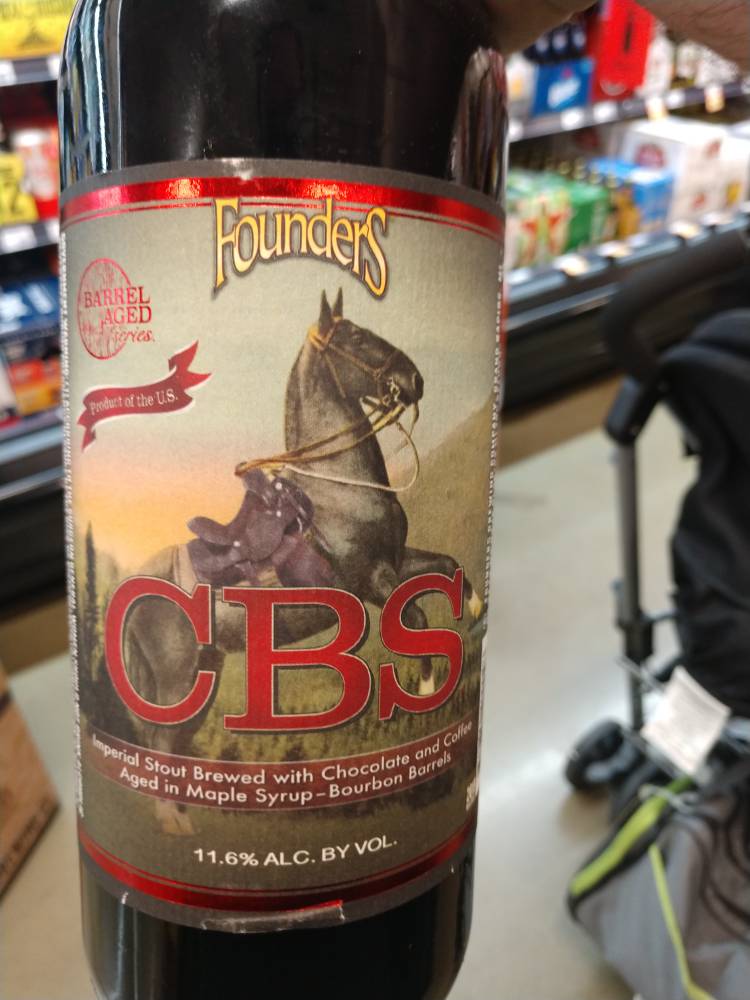 Founders
BARREL
AGED
Series.
Product of the U.S.
CBS
Imperial Stout Brewed with Chocolate and Coffee
Aged in Maple Syrup-Bourbon Barrels
11.6% ALC. BY VOL.